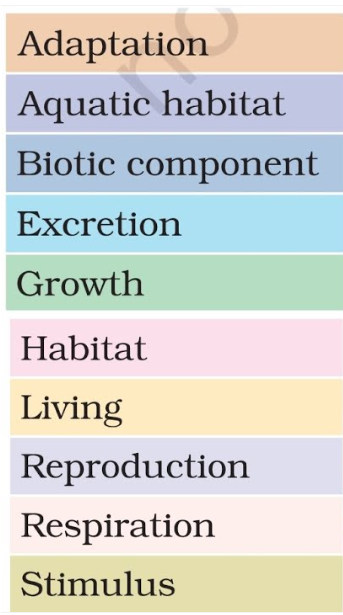 Adaptation
Aquatic habitat
Biotic component
Excretion
Growth
Habitat
Living
Reproduction
Respiration
Stimulus